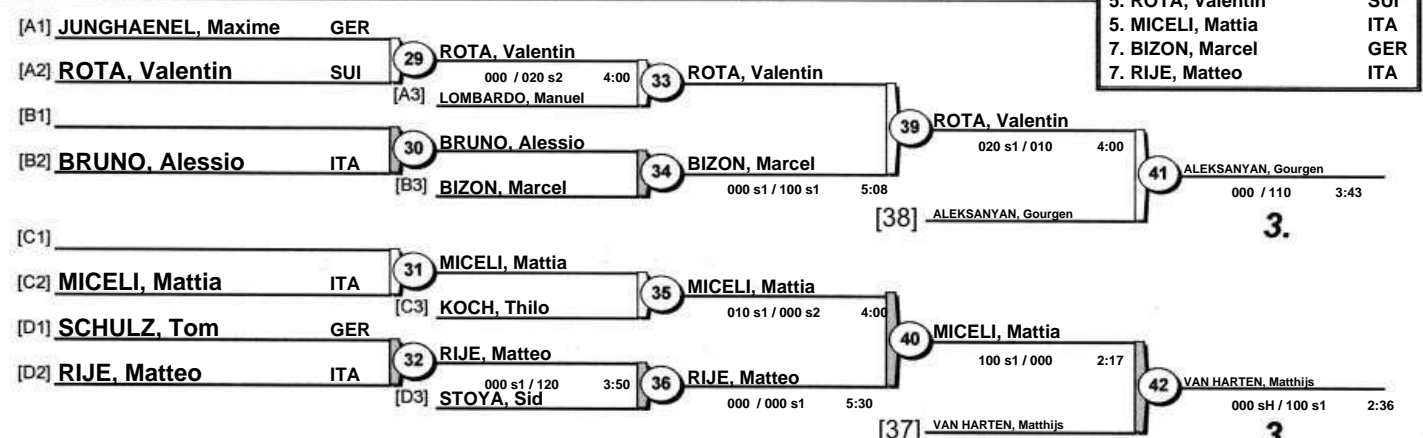 5. ROTA, Valentin SUI
5. MICELI, Mattia ITA
7. BIZON, Marcel GER
7. RIJE, Matteo ITA
[A1] JUNGHAENEL, Maxime GER
[A2] ROTA, Valentin SUI
29 ROTA, Valentin
000 / 020 s2 4:00
[A3] LOMBARDO, Manuel
33 ROTA, Valentin
[B1]
[B2] BRUNO, Alessio ITA
30 BRUNO, Alessio
[B3] BIZON, Marcel
34 BIZON, Marcel
000 s1 / 100 s1 5:08
39 ROTA, Valentin
020 s1 / 010 4:00
[38] ALEKSANYAN, Gourgen
41 ALEKSANYAN, Gourgen
000 / 110 3:43
3.
[C1]
[C2] MICELI, Mattia ITA
31 MICELI, Mattia
[C3] KOCH, Thilo
35 MICELI, Mattia
010 s1 / 000 s2 4:00
[D1] SCHULZ, Tom GER
[D2] RIJE, Matteo ITA
32 RIJE, Matteo
000 s1 / 120 3:50
[D3] STOYA, Sid
36 RIJE, Matteo
000 / 000 s1 5:30
40 MICELI, Mattia
100 s1 / 000 2:17
[37] VAN HARTEN, Matthijs
42 VAN HARTEN, Matthijs
000 sH / 100 s1 2:36
3.